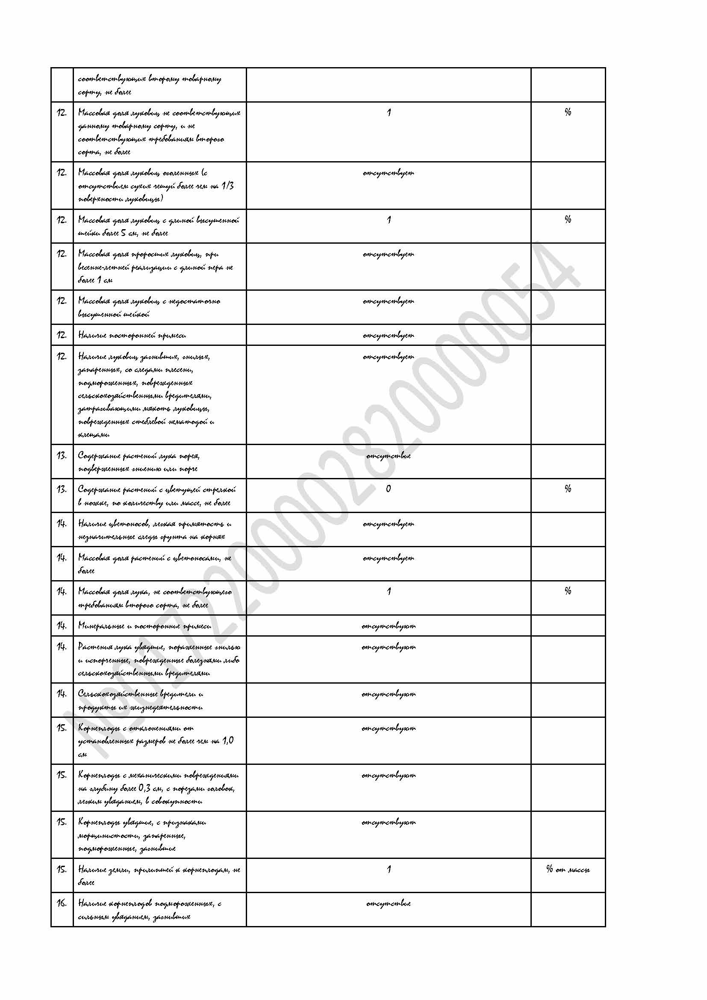 соответствующих второму товарному
сорту, не более
12. Массовая доля луковиц не соответствующих 1 %
данному товарному сорту, и не
соответствующих требованиям второго
сорта, не более
12. Массовая доля луковиц оголенных (с отсутствует
отсутствием сухих чешуй более чем на 1/3
поверхности луковицы)
12. Массовая доля луковиц с длиной высушенной 1 %
шейки более 5 см, не более
12. Массовая доля проросших луковиц, при отсутствует
весенне-летней реализации с длиной пера не
более 1 см
12. Массовая доля луковиц с недостаточно отсутствует
высушенной шейкой
12. Наличие посторонней примеси отсутствует
12. Наличие луковиц загнивших, гнилых, отсутствует
запаренных, со следами плесени,
подмороженных, поврежденных
сельскохозяйственными вредителями,
затрагивающими мякоть луковицы,
поврежденных стеблевой нематодой и
клещами
13. Содержание растений лука порея, отсутствие
подверженных гниению или порче
13. Содержание растений с цветущей стрелкой 0 %
в ножке, по количеству или массе, не более
14. Наличие цветоносов, легкая примятость и отсутствует
незначительные следы грунта на корнях
14. Массовая доля растений с цветоносами, не отсутствует
более
14. Массовая доля лука, не соответствующего 1 %
требованиям второго сорта, не более
14. Минеральные и посторонние примеси отсутствуют
14. Растения лука увядшие, пораженные гнилью отсутствуют
и испорченные, поврежденные болезнями либо
сельскохозяйственными вредителями
14. Сельскохозяйственные вредители и отсутствуют
продукты их жизнедеятельности
15. Корнеплоды с отклонениями от отсутствуют
установленных размеров не более чем на 1,0
см
15. Корнеплоды с механическими повреждениями отсутствуют
на глубину более 0,3 см, с порезами головок,
легким увяданием, в совокупности
15. Корнеплоды увядшие, с признаками отсутствуют
морщинистости, запаренные,
подмороженные, загнившие
15. Наличие земли, прилипшей к корнеплодам, не 1 % от массы
более
16. Наличие корнеплодов подмороженных, с отсутствие
сильным увяданием, загнивших
№0172200002820000054